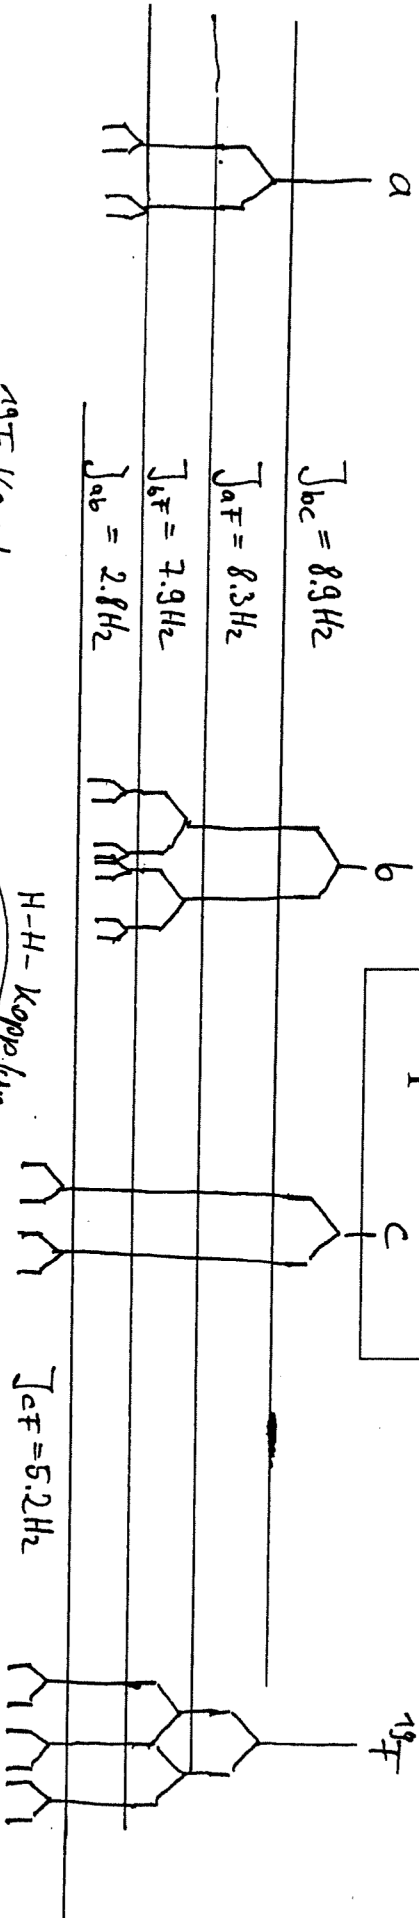 a
b
c
¹⁹F
J_bc = 8.9 Hz
J_aF = 8.3 Hz
J_bF = 7.9 Hz
J_ab = 2.8 Hz
J_cF = 5.2 Hz
H-H-